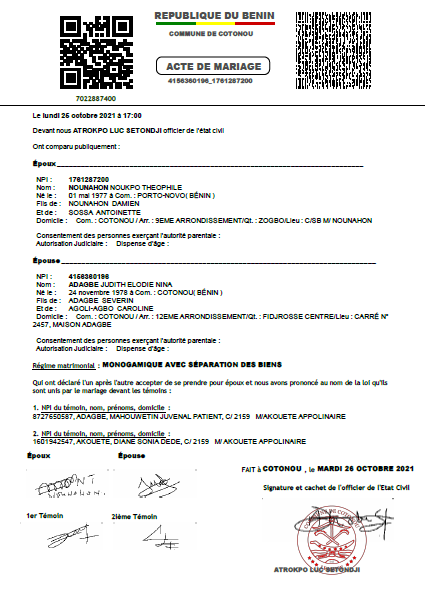 REPUBLIQUE DU BENIN
COMMUNE DE COTONOU
ACTE DE MARIAGE
4156360196_1761287200
7022887400
Le lundi 25 octobre 2021 à 17:00
Devant nous ATROKPO LUC SETONDJI officier de l'état civil
Ont comparu publiquement :
Époux
NPI : 1761287200
Nom : NOUNAHON NOUKPO THEOPHILE
Né le : 01 mai 1977 à Com. : PORTO-NOVO( BÉNIN )
Fils de : NOUNAHON DAMIEN
Et de : SOSSA ANTOINETTE
Domicile : Com. : COTONOU / Arr. : 9EME ARRONDISSEMENT/Qt. : ZOGBO/Lieu : C/SB M/ NOUNAHON
Consentement des personnes exerçant l'autorité parentale :
Autorisation Judiciaire : Dispense d'âge :
Épouse
NPI : 4156360196
Nom : ADAGBE JUDITH ELODIE NINA
Né le : 24 novembre 1978 à Com. : COTONOU( BÉNIN )
Fils de : ADAGBE SEVERIN
Et de : AGOLI-AGBO CAROLINE
Domicile : Com. : COTONOU / Arr. : 12EME ARRONDISSEMENT/Qt. : FIDJROSSE CENTRE/Lieu : CARRÉ N°
2457, MAISON ADAGBE
Consentement des personnes exerçant l'autorité parentale :
Autorisation Judiciaire : Dispense d'âge :
Régime matrimonial : MONOGAMIQUE AVEC SÉPARATION DES BIENS
Qui ont déclaré l'un après l'autre accepter de se prendre pour époux et nous avons prononcé au nom de la loi qu'ils
sont unis par le mariage devant les témoins :
1. NPI du témoin, nom, prénoms, domicile :
8727650587, ADAGBE, MAHOUWETIN JUVENAL PATIENT, C/ 2159 M/AKOUETE APPOLINAIRE
2. NPI du témoin, nom, prénoms, domicile :
1601942547, AKOUETE, DIANE SONIA DEDE, C/ 2159 M/AKOUETE APPOLINAIRE
Époux Épouse
FAIT à COTONOU , le MARDI 26 OCTOBRE 2021
Signature et cachet de l'officier de l'Etat Civil
NOUNAHON.
1er Témoin 2ième Témoin
ATROKPO LUC SETONDJI